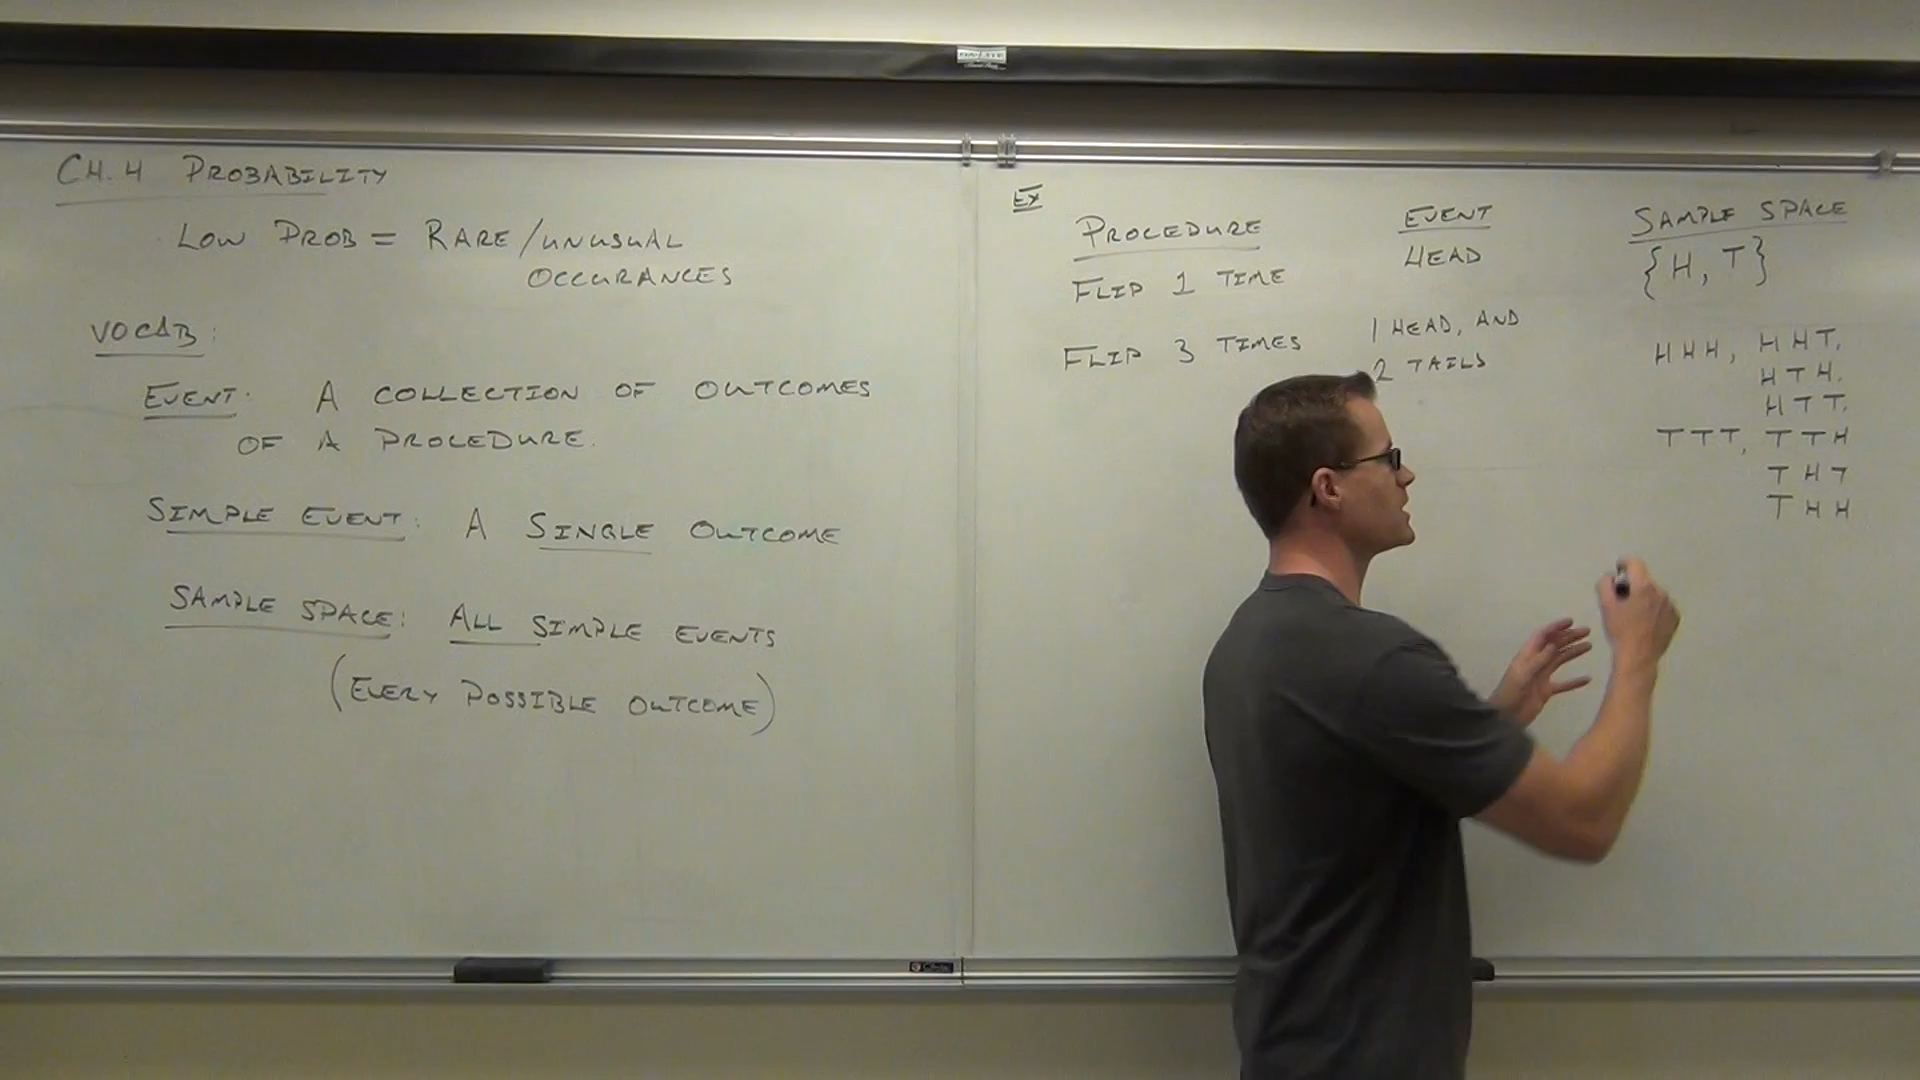 CH. 4 PROBABILITY
LOW PROB = RARE/UNUSUAL
OCCURANCES
VOCAB:
EVENT: A COLLECTION OF OUTCOMES
OF A PROCEDURE.
SIMPLE EVENT: A SINGLE OUTCOME
SAMPLE SPACE: ALL SIMPLE EVENTS
(EVERY POSSIBLE OUTCOME)
EX
PROCEDURE EVENT SAMPLE SPACE
FLIP 1 TIME HEAD {H, T}
FLIP 3 TIMES 1 HEAD, AND HHH, HHT,
2 TAILS HTH,
HTT,
TTT, TTH
THT
THH